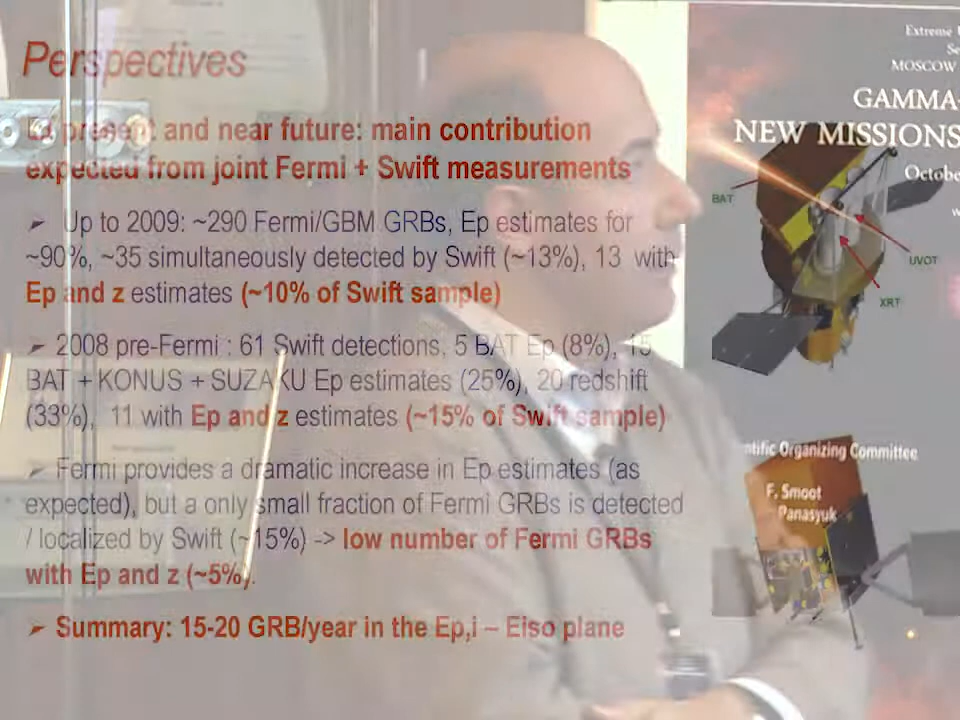 Perspectives
present and near future: main contribution
expected from joint Fermi + Swift measurements
➢ Up to 2009: ~290 Fermi/GBM GRBs, Ep estimates for
~90%, ~35 simultaneously detected by Swift (~13%), 13 with
Ep and z estimates (~10% of Swift sample)
➢ 2008 pre-Fermi : 61 Swift detections, 5 BAT Ep (8%), 15
BAT + KONUS + SUZAKU Ep estimates (25%), 20 redshift
(33%), 11 with Ep and z estimates (~15% of Swift sample)
➢ Fermi provides a dramatic increase in Ep estimates (as
expected), but a only small fraction of Fermi GRBs is detected
/ localized by Swift (~15%) -> low number of Fermi GRBs
with Ep and z (~5%).
➢ Summary: 15-20 GRB/year in the Ep,i – Eiso plane
Extreme
MOSCOW
GAMMA-
NEW MISSIONS
Octobe
BAT
UVOT
XRT
ntific Organizing Committee
F. Smoot
Panasyuk